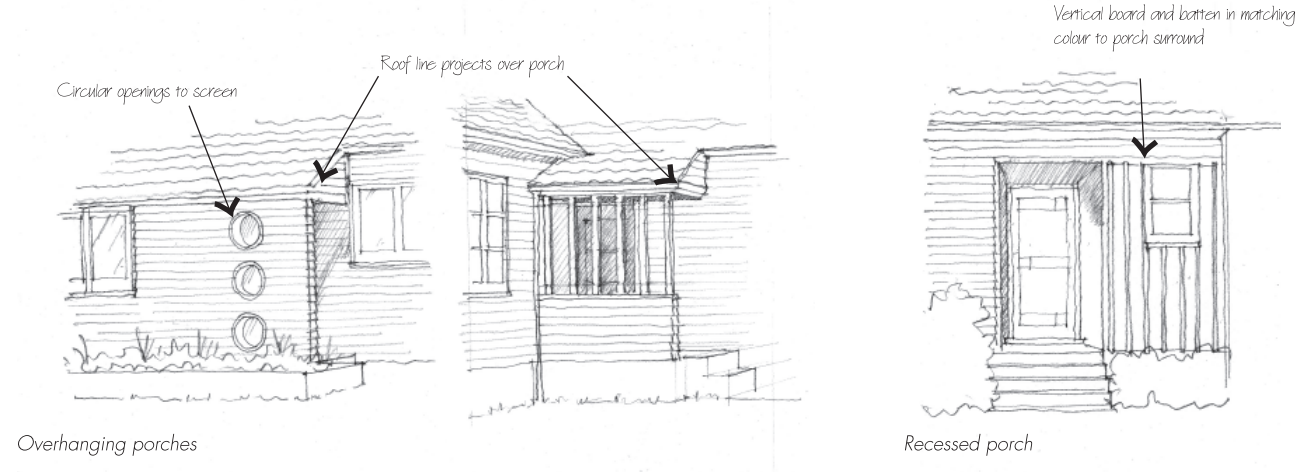 Vertical board and batten in matching
colour to porch surround
Roof line projects over porch
Circular openings to screen
Overhanging porches
Recessed porch